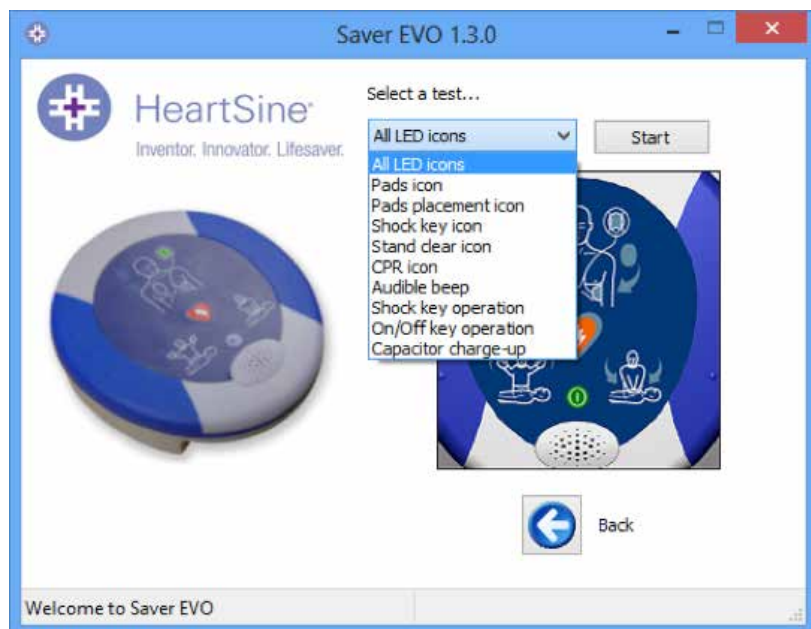 Saver EVO 1.3.0
HeartSine
Inventor. Innovator. Lifesaver.
Select a test...
All LED icons
Start
All LED icons
Pads icon
Pads placement icon
Shock key icon
Stand clear icon
CPR icon
Audible beep
Shock key operation
On/Off key operation
Capacitor charge-up
Back
Welcome to Saver EVO